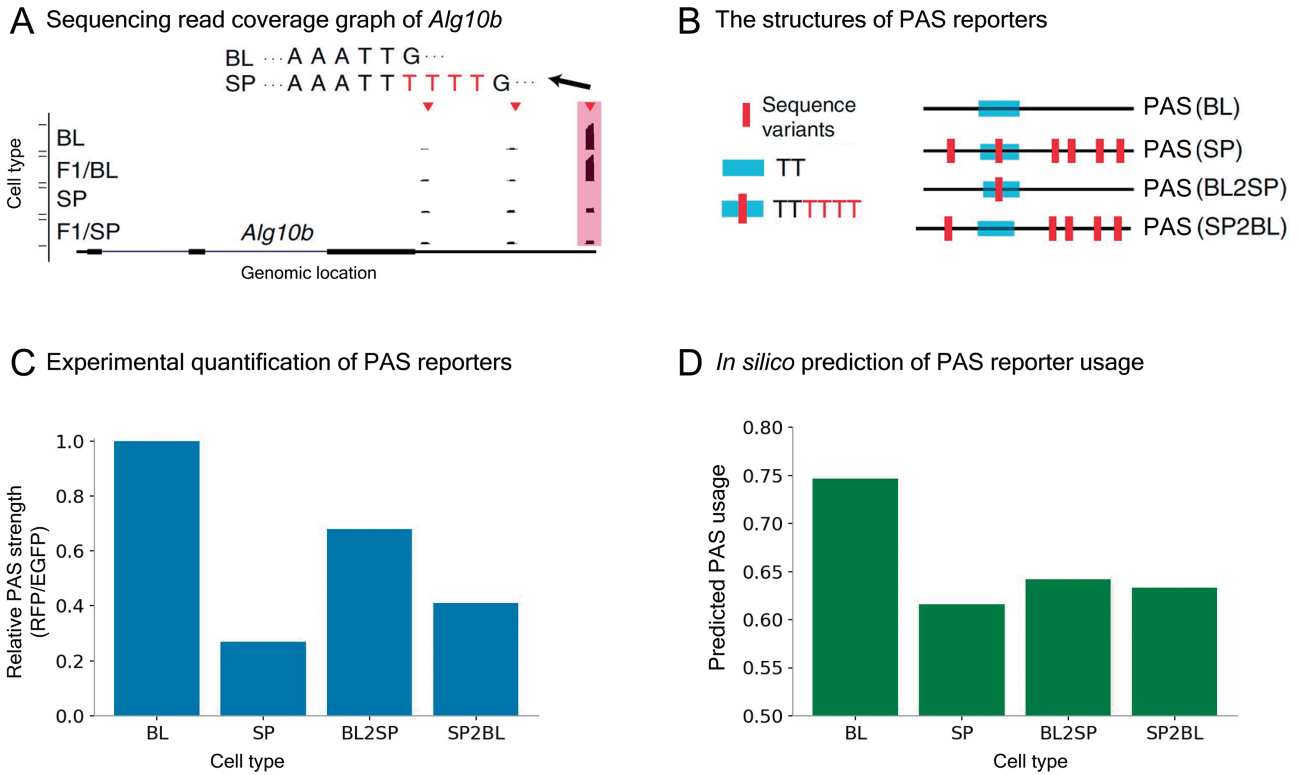 A Sequencing read coverage graph of Alg10b
BL ··· A A A T T G ···
SP ··· A A A T T T T T T G ···
Cell type
BL
F1/BL
SP
F1/SP
Alg10b
Genomic location
B The structures of PAS reporters
Sequence
variants
TT
TTTTTT
PAS (BL)
PAS (SP)
PAS (BL2SP)
PAS (SP2BL)
C Experimental quantification of PAS reporters
Relative PAS strength
(RFP/EGFP)
1.0
0.8
0.6
0.4
0.2
0.0
BL SP BL2SP SP2BL
Cell type
D In silico prediction of PAS reporter usage
Predicted PAS usage
0.80
0.75
0.70
0.65
0.60
0.55
0.50
BL SP BL2SP SP2BL
Cell type